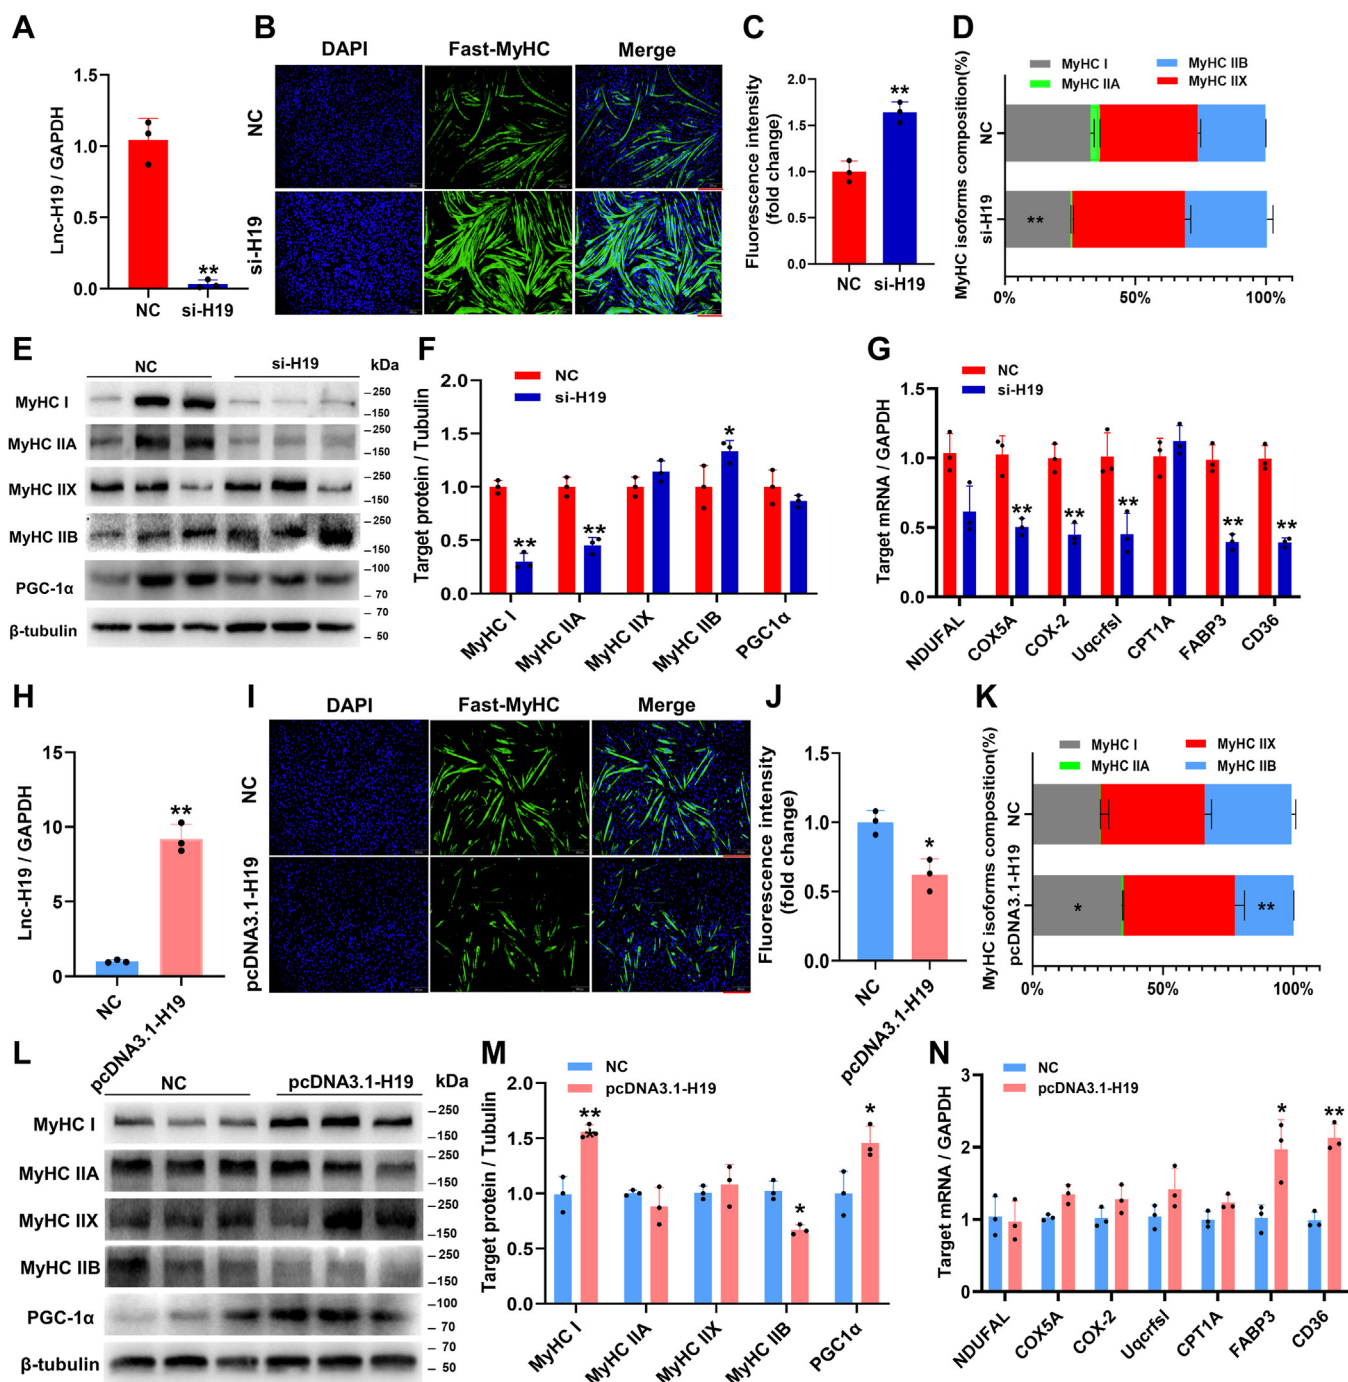 A
Lnc-H19 / GAPDH
1.5
1.0
0.5
0.0
**
NC
si-H19
B
DAPI
Fast-MyHC
Merge
NC
si-H19
C
Fluorescence intensity
(fold change)
2.0
1.5
1.0
0.5
0.0
**
NC
si-H19
D
MyHC I
MyHC IIB
MyHC IIA
MyHC IIX
MyHC isoforms composition(%)
NC
si-H19
**
0%
50%
100%
E
NC
si-H19
kDa
MyHC I
250
150
MyHC IIA
250
150
MyHC IIX
250
150
MyHC IIB
250
150
PGC-1α
100
70
β-tubulin
70
50
F
NC
si-H19
Target protein / Tubulin
2.0
1.5
1.0
0.5
0.0
**
**
*
MyHC I
MyHC IIA
MyHC IIX
MyHC IIB
PGC1α
G
NC
si-H19
Target mRNA / GAPDH
1.5
1.0
0.5
0.0
**
**
**
**
**
NDUFAL
COX5A
COX-2
Uqcrfsl
CPT1A
FABP3
CD36
H
Lnc-H19 / GAPDH
15
10
5
0
**
NC
pcDNA3.1-H19
I
DAPI
Fast-MyHC
Merge
NC
pcDNA3.1-H19
J
Fluorescence intensity
(fold change)
1.5
1.0
0.5
0.0
*
NC
pcDNA3.1-H19
K
MyHC I
MyHC IIX
MyHC IIA
MyHC IIB
MyHC isoforms composition(%)
NC
pcDNA3.1-H19
*
**
0%
50%
100%
L
NC
pcDNA3.1-H19
kDa
MyHC I
250
150
MyHC IIA
250
150
MyHC IIX
250
150
MyHC IIB
250
150
PGC-1α
100
70
β-tubulin
70
50
M
NC
pcDNA3.1-H19
Target protein / Tubulin
2.0
1.5
1.0
0.5
0.0
**
*
*
MyHC I
MyHC IIA
MyHC IIX
MyHC IIB
PGC1α
N
NC
pcDNA3.1-H19
Target mRNA / GAPDH
3
2
1
0
*
**
NDUFAL
COX5A
COX-2
Uqcrfsl
CPT1A
FABP3
CD36